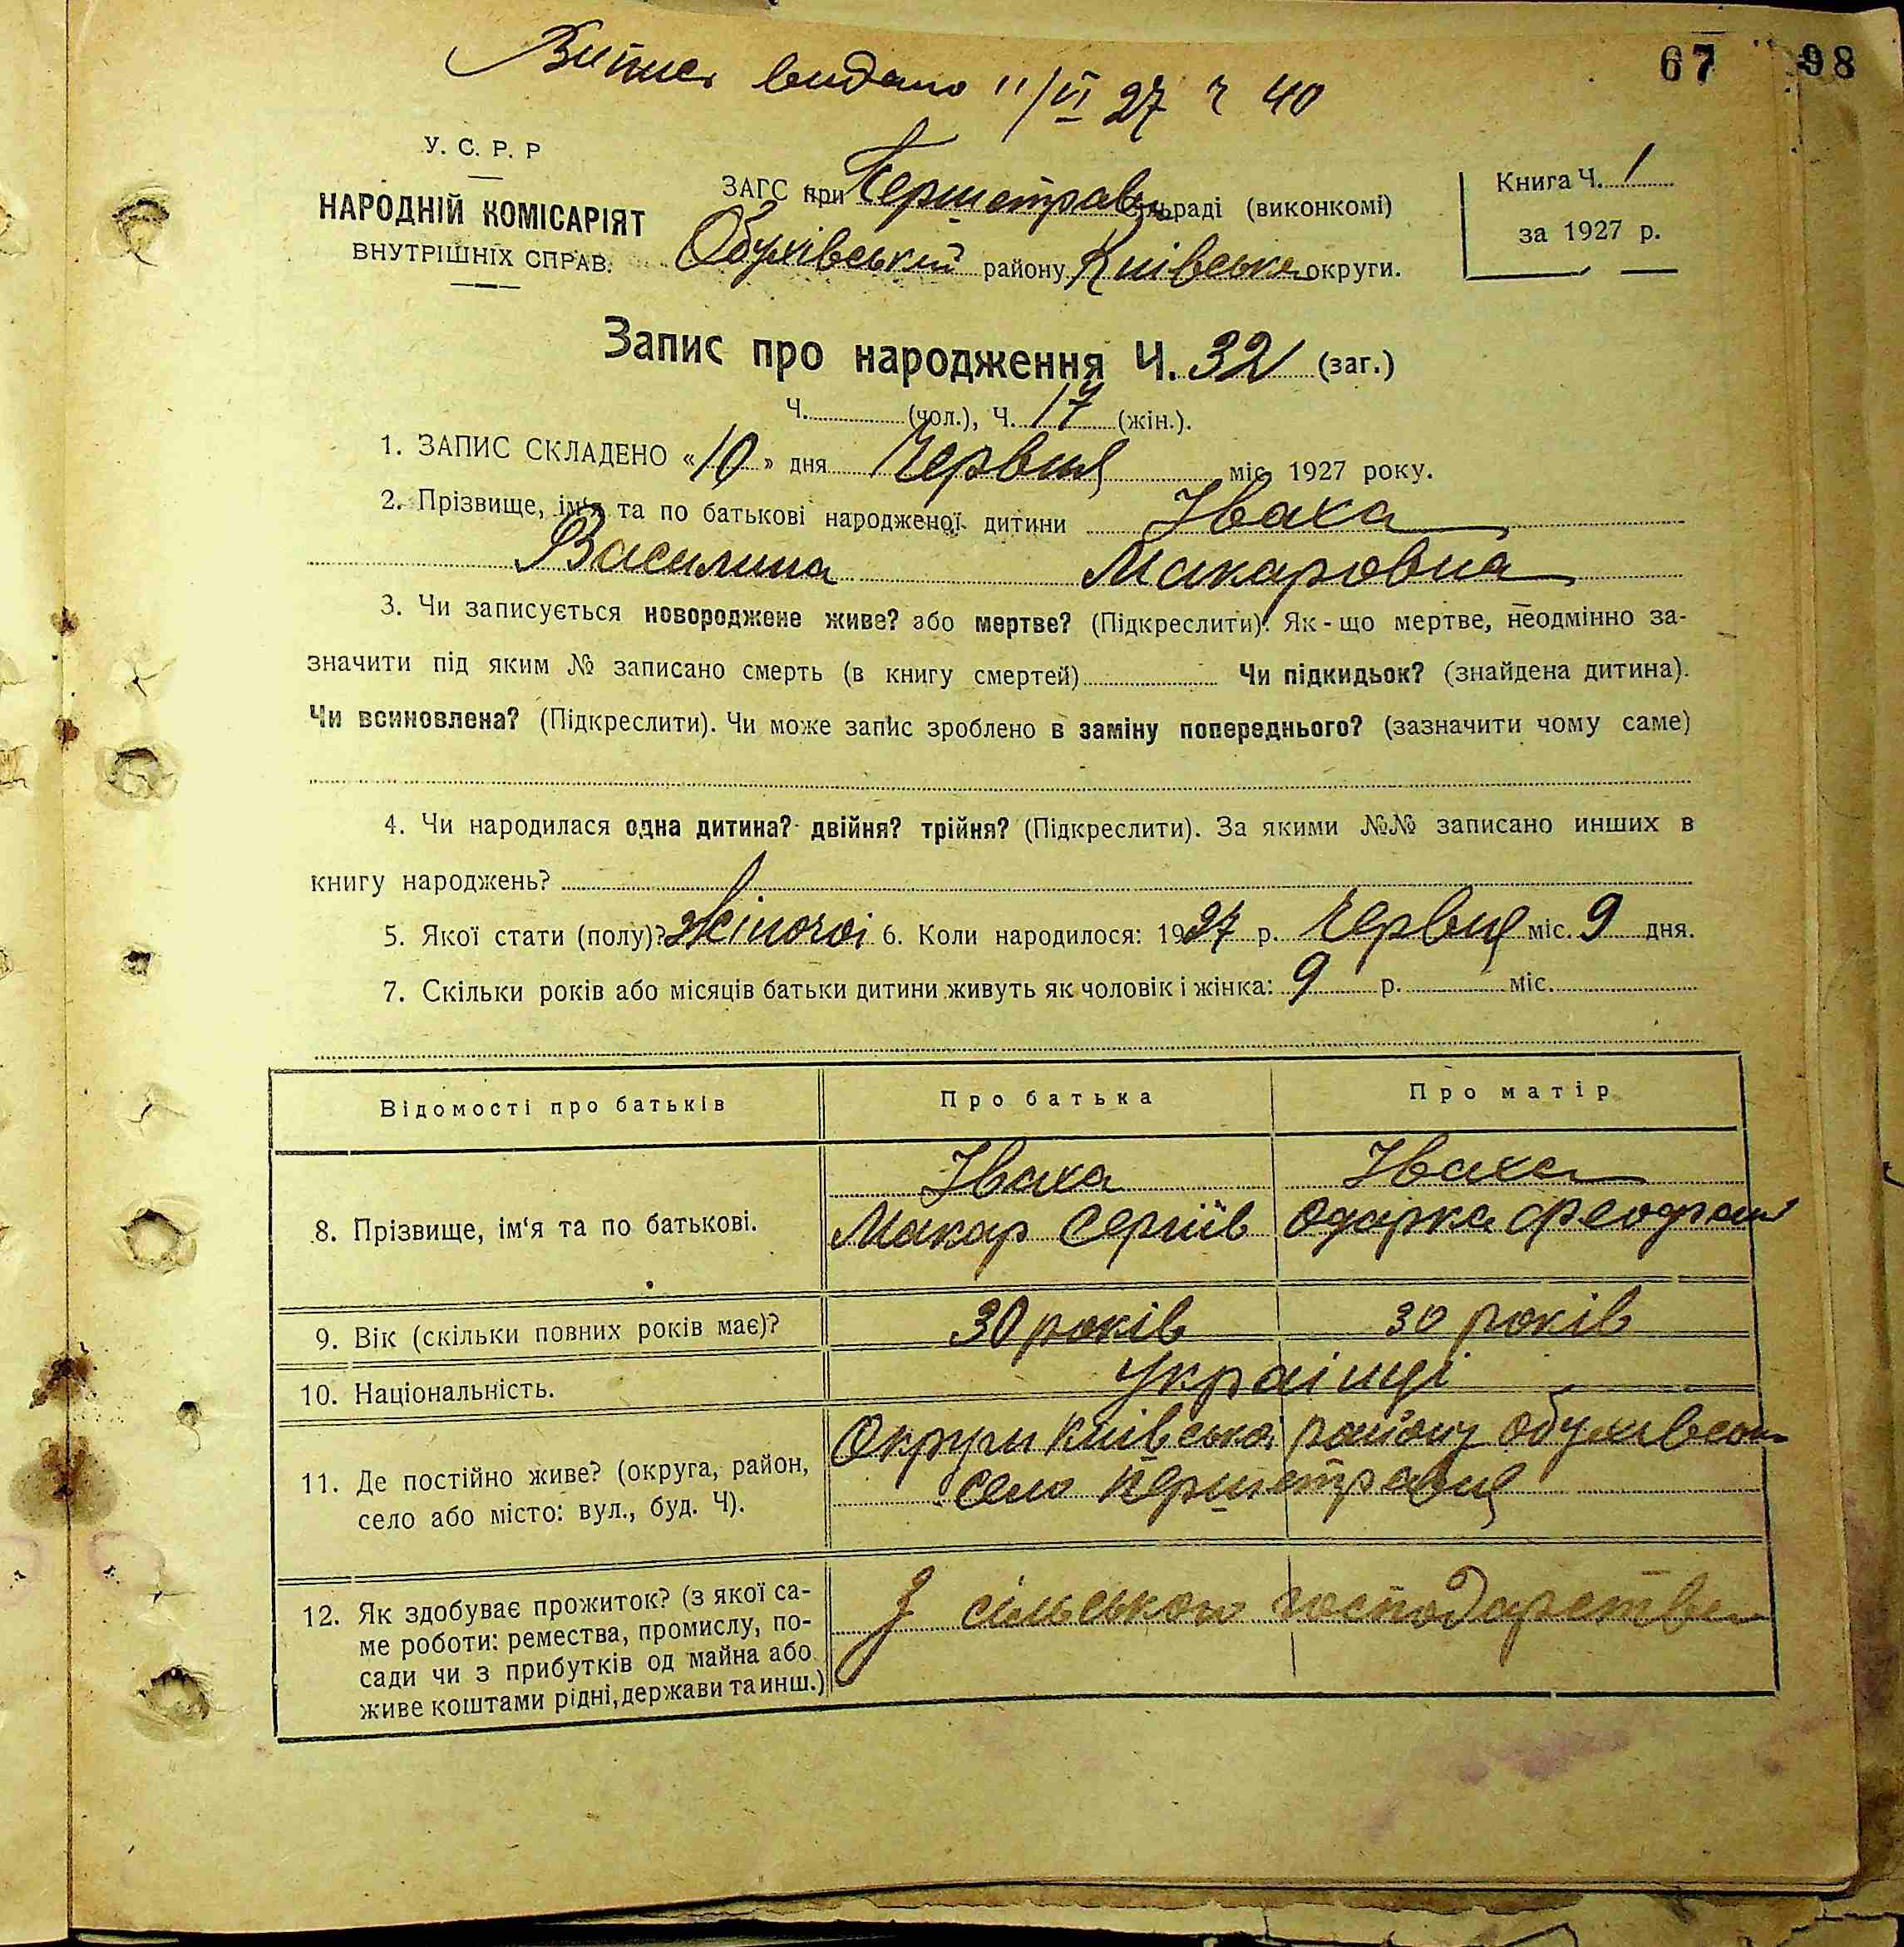 Витяг видано 11/VI 27 ч 40
67 98
У. С. Р. Р
НАРОДНІЙ КОМІСАРІЯТ
ВНУТРІШНІХ СПРАВ.
ЗАГС при Першетравн сільраді (виконкомі)
Обухівський району Київська округи.
Книга Ч. 1
за 1927 р.
Запис про народження Ч. 32 (заг.)
Ч. (чол.), Ч. 17 (жін.).
1. ЗАПИС СКЛАДЕНО «10» дня Червня міс. 1927 року.
2. Прізвище, ім'я та по батькові народженої дитини Іваха
Василина Макаровна
3. Чи записується новороджене живе? або мертве? (Підкреслити). Як-що мертве, неодмінно за-
значити під яким № записано смерть (в книгу смертей) Чи підкидьок? (знайдена дитина).
Чи всиновлена? (Підкреслити). Чи може запис зроблено в заміну попереднього? (зазначити чому саме)
4. Чи народилася одна дитина? двійня? трійня? (Підкреслити). За якими №№ записано инших в
книгу народжень?
5. Якої стати (полу)? жіночоі 6. Коли народилося: 1927 р. Червня міс. 9 дня.
7. Скільки років або місяців батьки дитини живуть як чоловік і жінка: 9 р. міс.
Відомості про батьків Про батька Про матір
8. Прізвище, ім'я та по батькові.
Іваха Іваха
Макар Сергіїв Одарка
9. Вік (скільки повних років має)? 30 років 30 років
10. Національність. Украінці
11. Де постійно живе? (округа, район,
село або місто: вул., буд. Ч).
Округи Київська району Обухівськ
село Першетравня
12. Як здобуває прожиток? (з якої са-
ме роботи: ремества, промислу, по-
сади чи з прибутків од майна або
живе коштами рідні, держави та инш.)
З сільського господарства